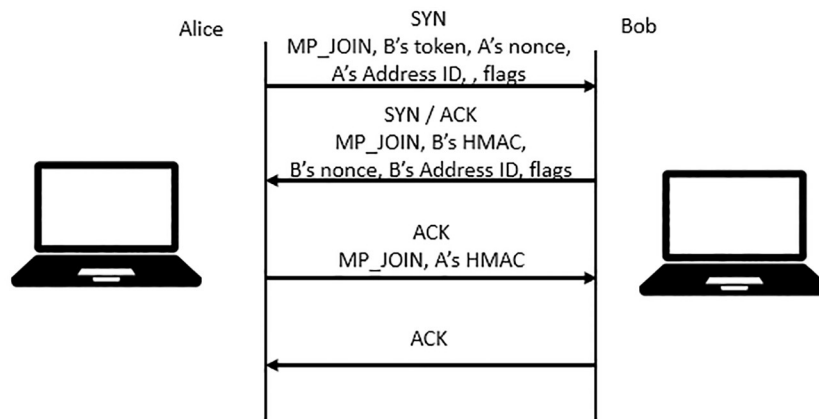 SYN
Alice
Bob
MP_JOIN, B's token, A's nonce,
A's Address ID, , flags
SYN / ACK
MP_JOIN, B's HMAC,
B's nonce, B's Address ID, flags
ACK
MP_JOIN, A's HMAC
ACK